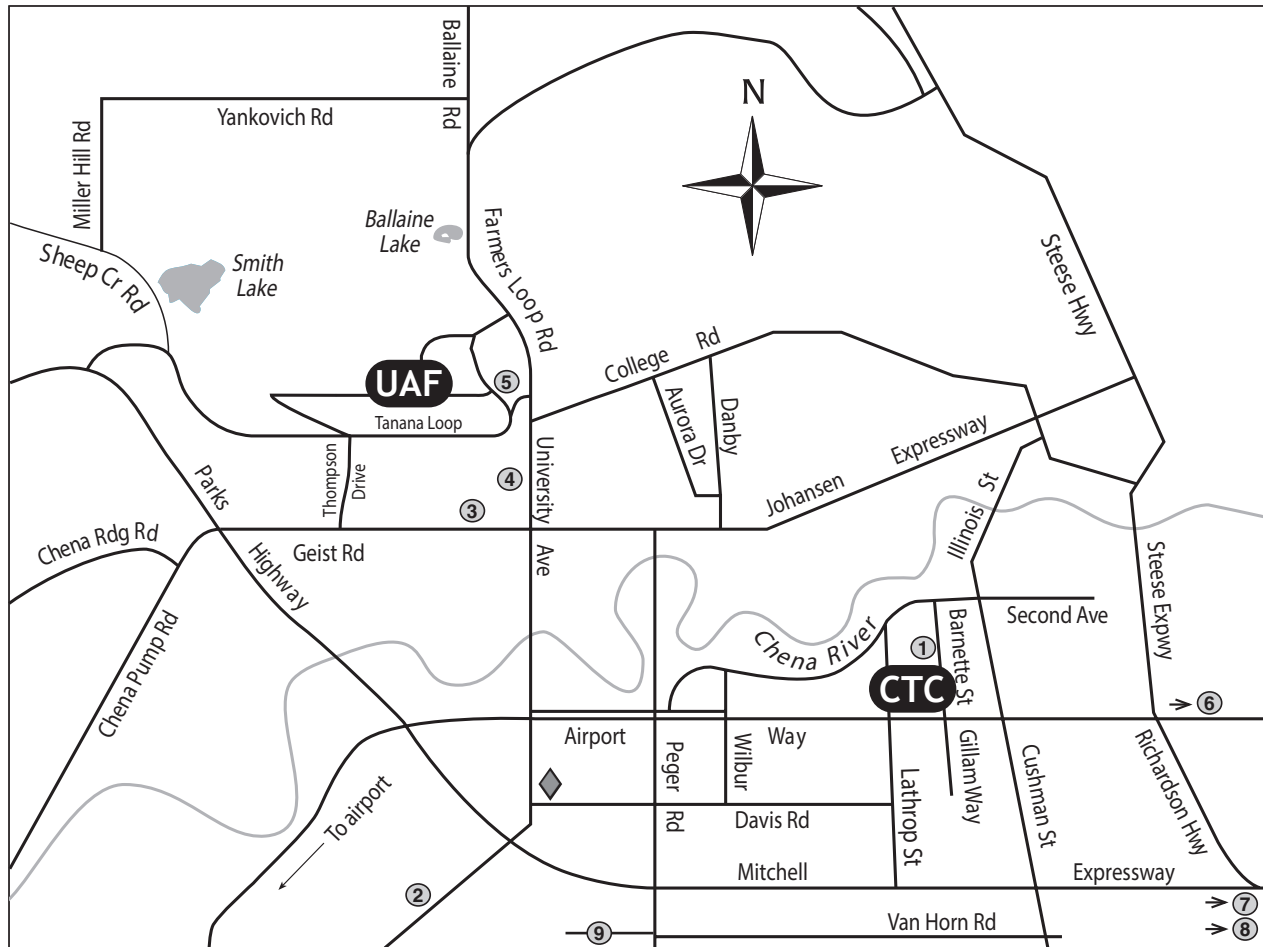 Ballaine
Rd
Yankovich Rd
N
Miller Hill Rd
Ballaine
Lake
Farmers Loop Rd
Sheep Cr Rd
Smith
Lake
Steese Hwy
College Rd
UAF
5
Tanana Loop
Aurora Dr
Danby
Expressway
Johansen
Thompson
Drive
4
University
Ave
3
Parks
Highway
Illinois St
Chena Rdg Rd
Geist Rd
Steese Expwy
Second Ave
Barnette St
1
Chena River
Chena Pump Rd
CTC
6
Airport
Way
Peger
Rd
Wilbur
Lathrop St
Gillam Way
Cushman St
Richardson Hwy
To airport
Davis Rd
Mitchell
Expressway
2
7
Van Horn Rd
8
9